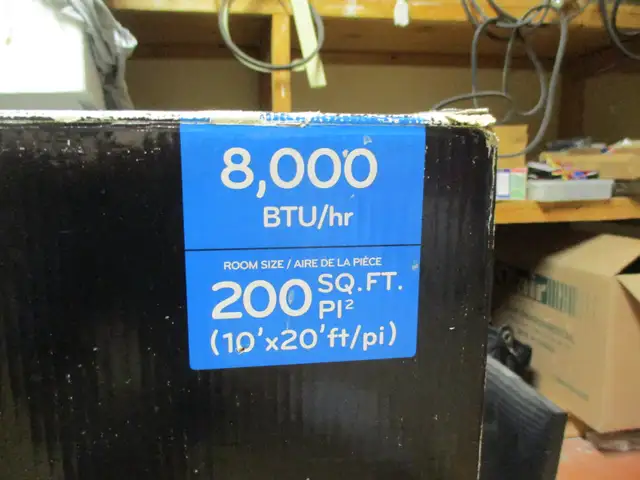 8,000
BTU/hr
ROOM SIZE / AIRE DE LA PIÈCE
200 SQ.FT.
PI²
(10'x20'ft/pi)